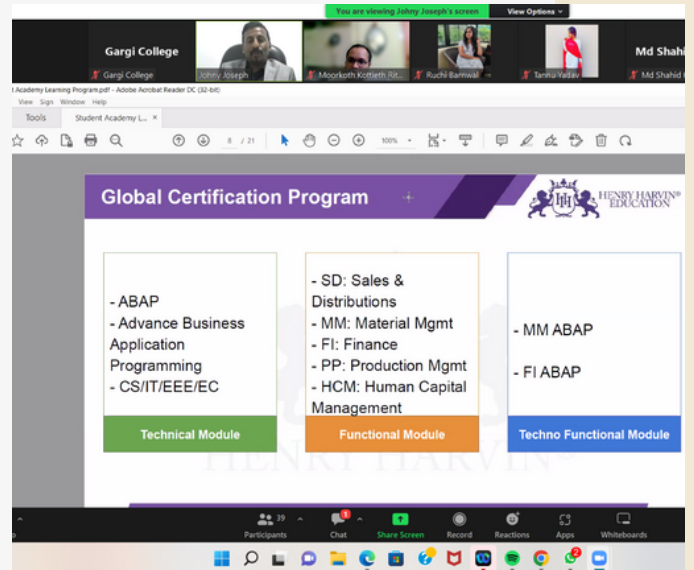 You are viewing Johny Joseph's screen
View Options
Gargi College
Md Shahi
Gargi College
Johny Joseph
Moorkoth Kottieth Rit...
Ruchi Barnwal
Tannu Yadav
Md Shahid
t Academy Learning Program.pdf - Adobe Acrobat Reader DC (32-bit)
View Sign Window Help
Tools
Student Academy L... ×
8 / 21
100%
Global Certification Program
HENRY HARVIN®
EDUCATION
- ABAP
- Advance Business
Application
Programming
- CS/IT/EEE/EC
Technical Module
- SD: Sales &
Distributions
- MM: Material Mgmt
- FI: Finance
- PP: Production Mgmt
- HCM: Human Capital
Management
Functional Module
- MM ABAP
- FI ABAP
Techno Functional Module
HENRY HARVIN
39
1
Participants
Chat
Share Screen
Record
Reactions
Apps
Whiteboards
2